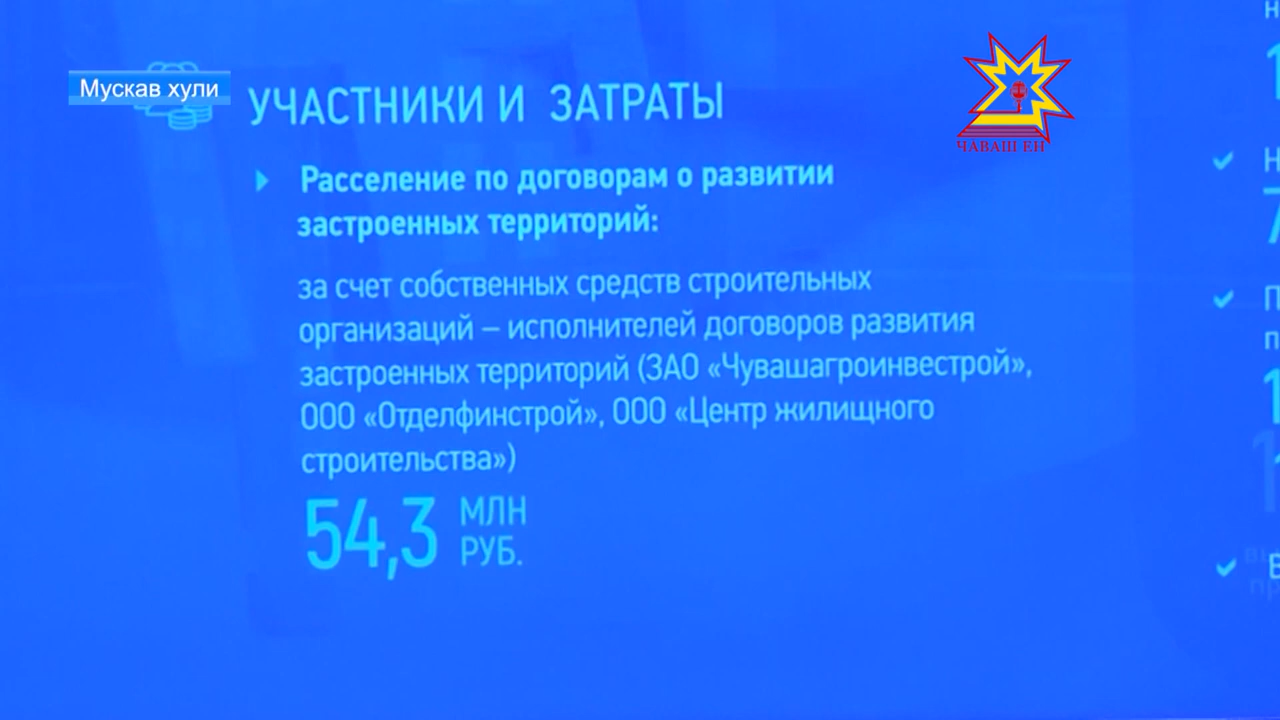 Мускав хули
УЧАСТНИКИ И ЗАТРАТЫ
ЧАВАШ ЕН
Расселение по договорам о развитии
застроенных территорий:
за счет собственных средств строительных
организаций – исполнителей договоров развития
застроенных территорий (ЗАО «Чувашагроинвестрой»,
ООО «Отделфинстрой», ООО «Центр жилищного
строительства»)
54,3 МЛН
РУБ.